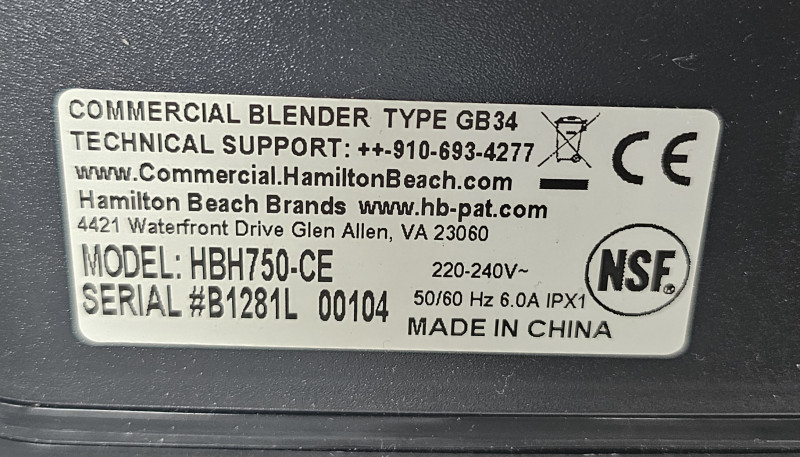 COMMERCIAL BLENDER TYPE GB34
TECHNICAL SUPPORT: ++-910-693-4277
www.Commercial.HamiltonBeach.com
Hamilton Beach Brands www.hb-pat.com
4421 Waterfront Drive Glen Allen, VA 23060
MODEL: HBH750-CE
SERIAL #B1281L 00104
220-240V~
50/60 Hz 6.0A IPX1
MADE IN CHINA
CE
NSF®